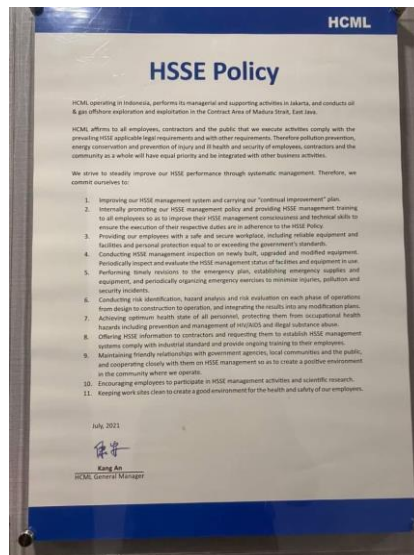 HCML
HSSE Policy
HCML operating in Indonesia, performs its managerial and supporting activities in Jakarta, and conducts oil
& gas offshore exploration and exploitation in the Contract Area of Madura Strait, East Java.
HCML affirms to all employees, contractors and the public that we execute activities comply with the
prevailing HSSE applicable legal requirements and with other requirements. Therefore pollution prevention,
energy conservation and prevention of injury and ill health and security of employees, contractors and the
community as a whole will have equal priority and be integrated with other business activities.
We strive to steadily improve our HSSE performance through systematic management. Therefore, we
commit ourselves to:
1. Improving our HSSE management system and carrying our "continual improvement" plan.
2. Internally promoting our HSSE management policy and providing HSSE management training
to all employees so as to improve their HSSE management consciousness and technical skills to
ensure the execution of their respective duties are in adherence to the HSSE Policy.
3. Providing our employees with a safe and secure workplace, including reliable equipment and
facilities and personal protection equal to or exceeding the government's standards.
4. Conducting HSSE management inspection on newly built, upgraded and modified equipment.
Periodically inspect and evaluate the HSSE management status of facilities and equipment in use.
5. Performing timely revisions to the emergency plan, establishing emergency supplies and
equipment, and periodically organizing emergency exercises to minimize injuries, pollution and
security incidents.
6. Conducting risk identification, hazard analysis and risk evaluation on each phase of operations
from design to construction to operation, and integrating the results into any modification plans.
7. Achieving optimum health state of all personnel, protecting them from occupational health
hazards including prevention and management of HIV/AIDS and illegal substance abuse.
8. Offering HSSE information to contractors and requesting them to establish HSSE management
systems comply with industrial standard and provide ongoing training to their employees.
9. Maintaining friendly relationships with government agencies, local communities and the public,
and cooperating closely with them on HSSE management so as to create a positive environment
in the community where we operate.
10. Encouraging employees to participate in HSSE management activities and scientific research.
11. Keeping work sites clean to create a good environment for the health and safety of our employees.
July, 2021
Kang An
HCML General Manager